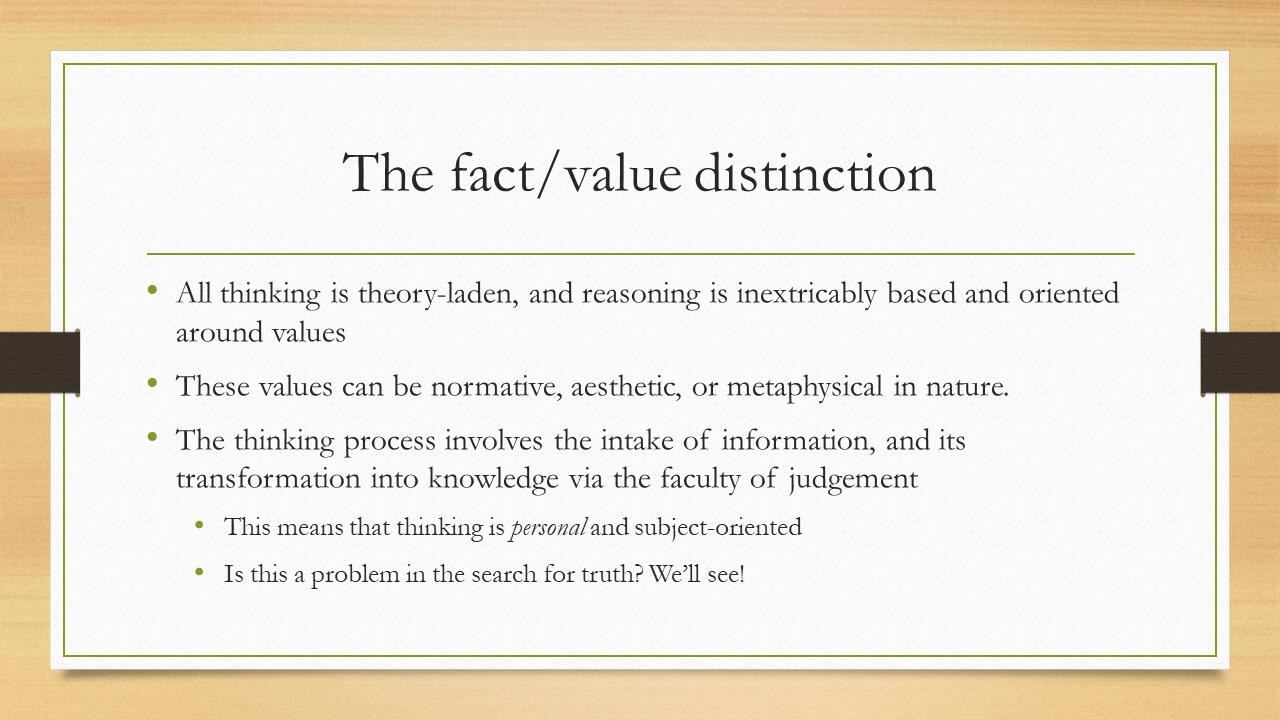 The fact/value distinction
• All thinking is theory-laden, and reasoning is inextricably based and oriented
around values
• These values can be normative, aesthetic, or metaphysical in nature.
• The thinking process involves the intake of information, and its
transformation into knowledge via the faculty of judgement
• This means that thinking is personal and subject-oriented
• Is this a problem in the search for truth? We’ll see!